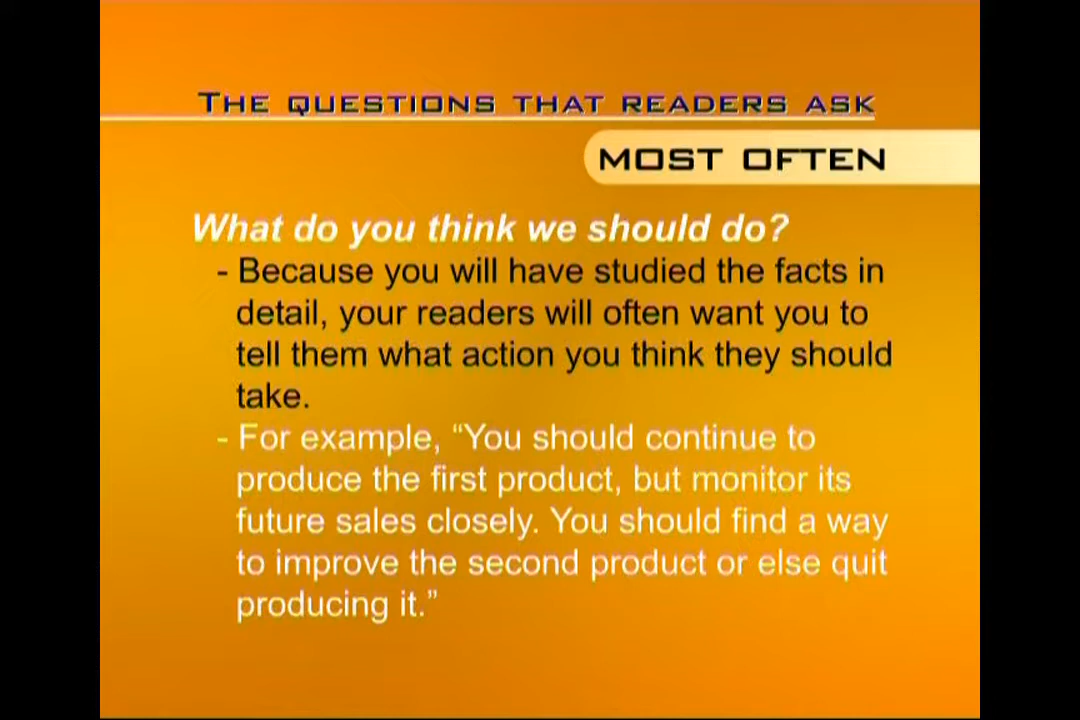 THE QUESTIONS THAT READERS ASK
MOST OFTEN
What do you think we should do?
- Because you will have studied the facts in
detail, your readers will often want you to
tell them what action you think they should
take.
- For example, “You should continue to
produce the first product, but monitor its
future sales closely. You should find a way
to improve the second product or else quit
producing it.”